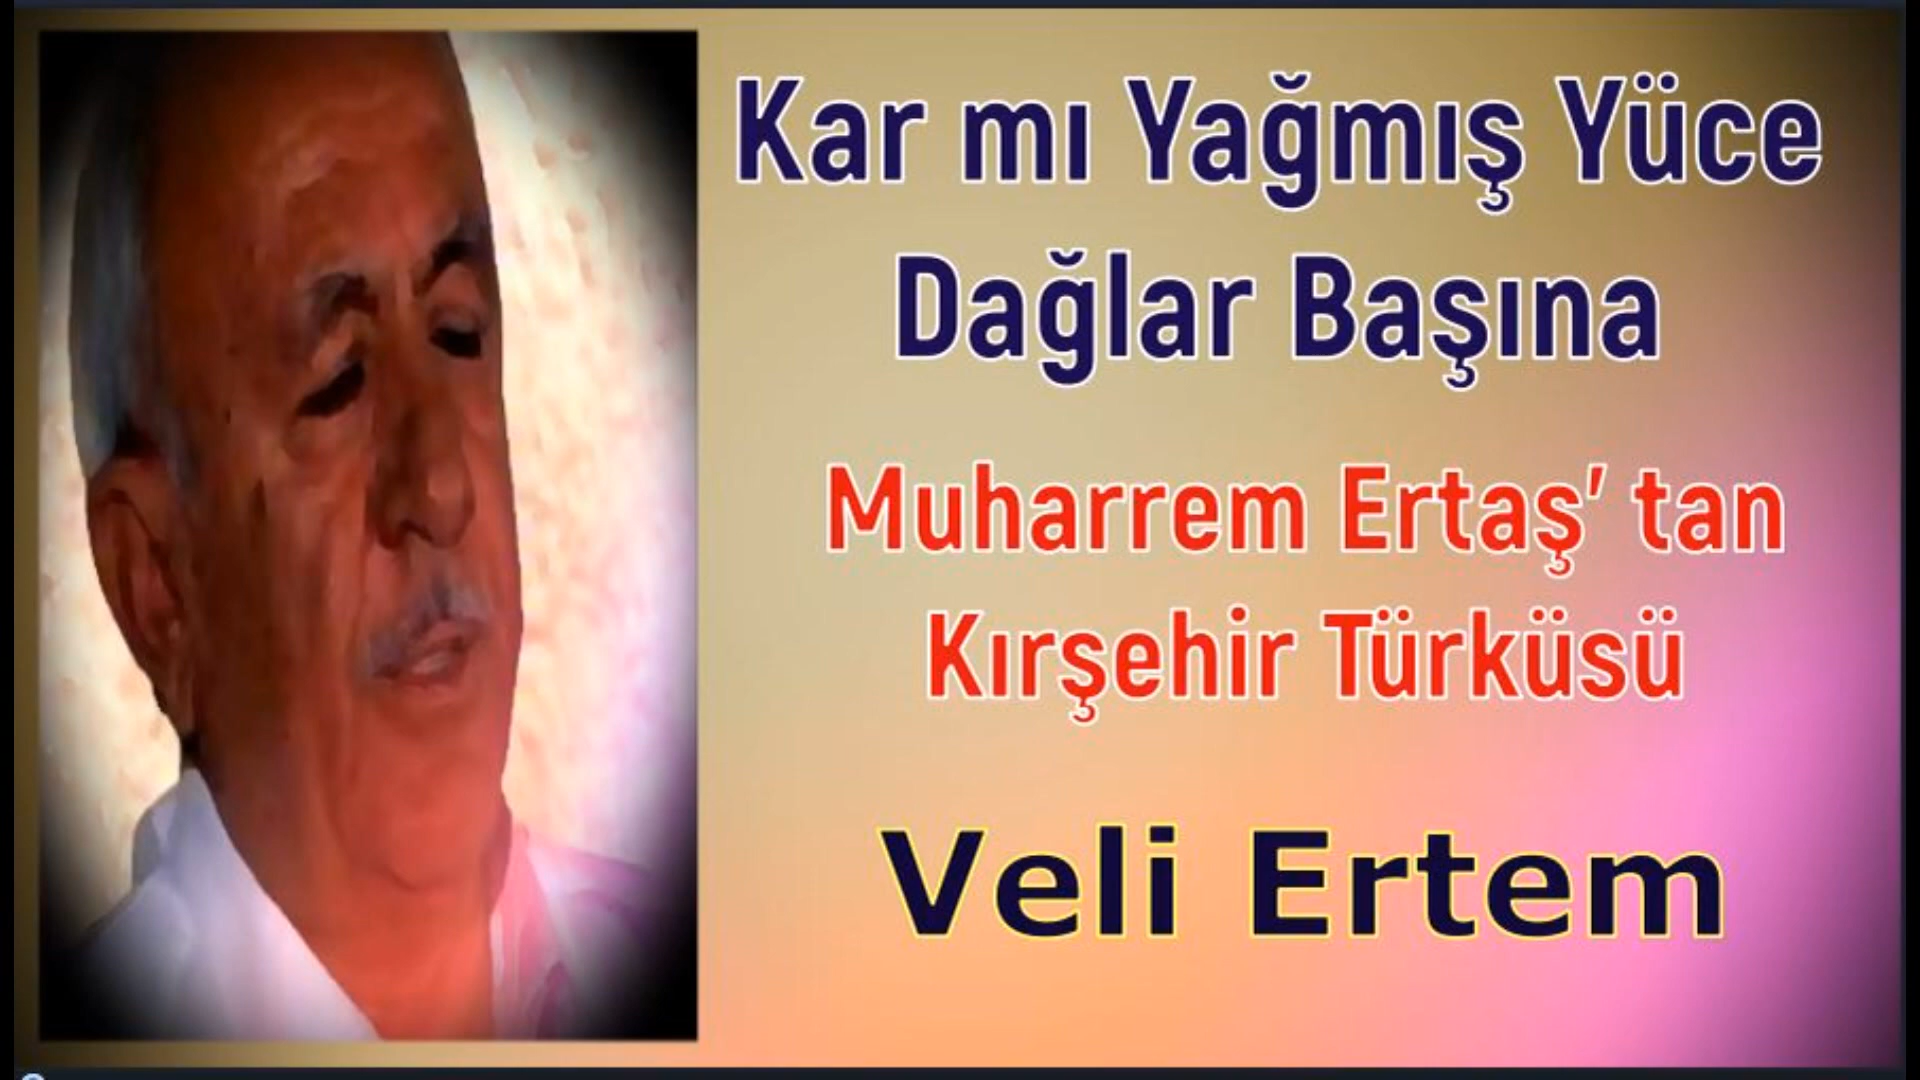 Kar mı Yağmış Yüce
Dağlar Başına
Muharrem Ertaş’ tan
Kırşehir Türküsü
Veli Ertem